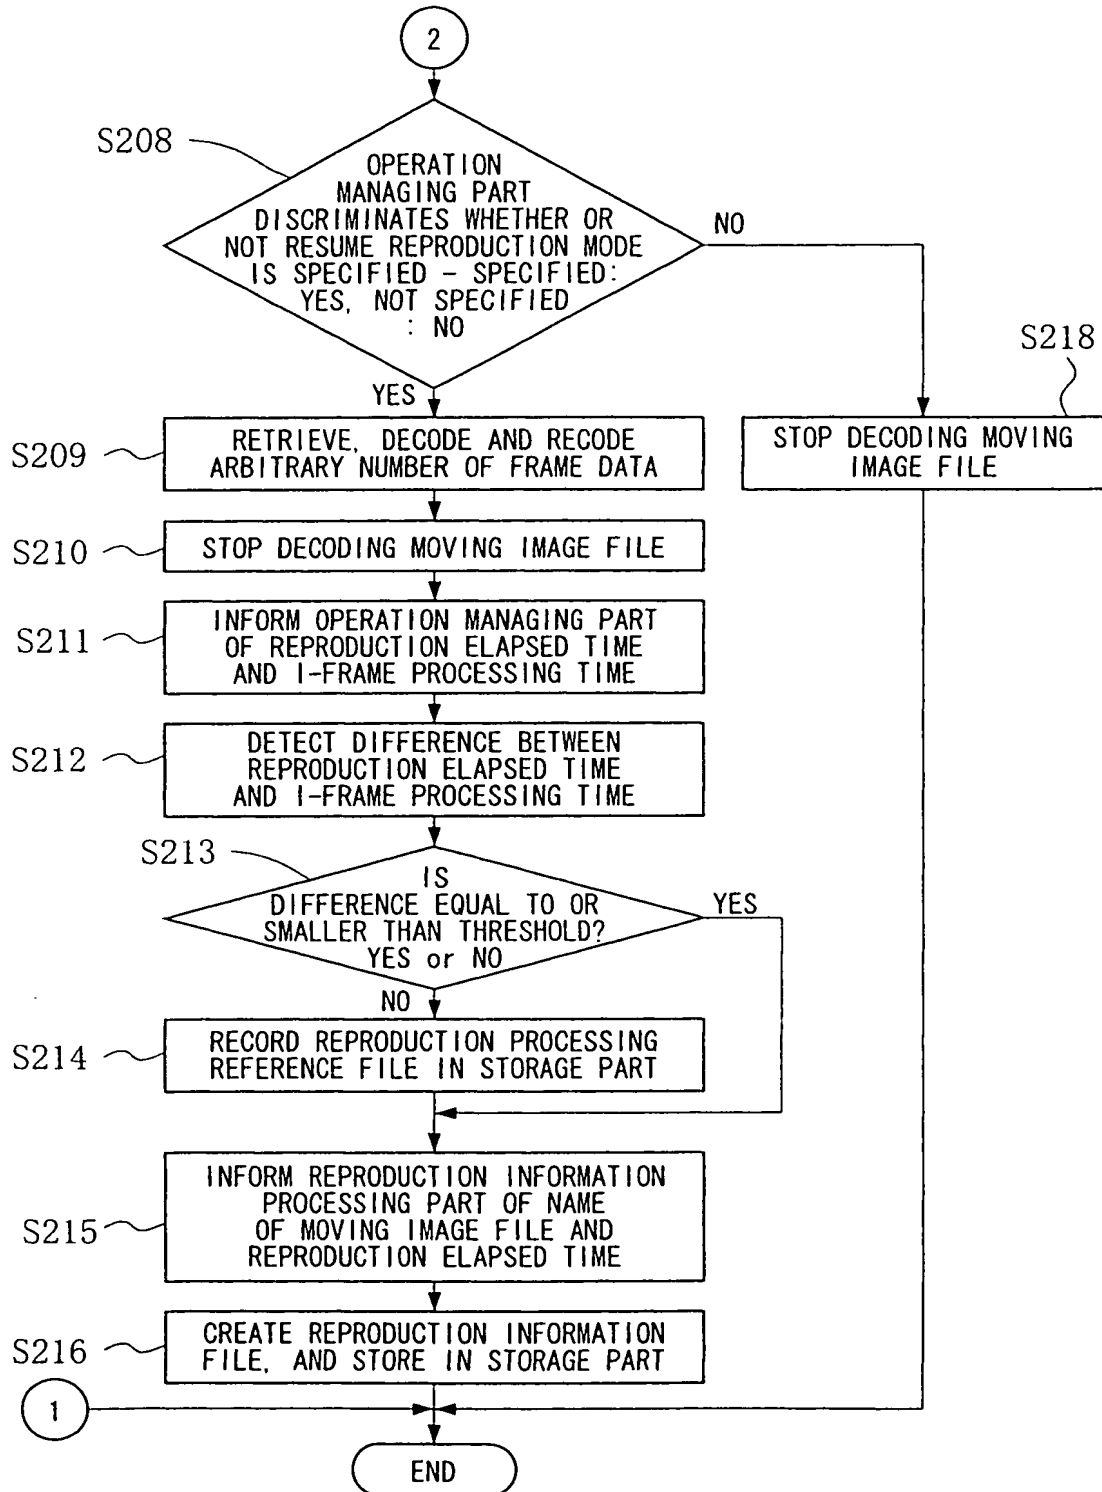 2
S208
OPERATION
MANAGING PART
DISCRIMINATES WHETHER OR
NOT RESUME REPRODUCTION MODE
IS SPECIFIED - SPECIFIED:
YES, NOT SPECIFIED
: NO
NO
YES
S218
STOP DECODING MOVING
IMAGE FILE
S209
RETRIEVE, DECODE AND RECODE
ARBITRARY NUMBER OF FRAME DATA
S210
STOP DECODING MOVING IMAGE FILE
S211
INFORM OPERATION MANAGING PART
OF REPRODUCTION ELAPSED TIME
AND I-FRAME PROCESSING TIME
S212
DETECT DIFFERENCE BETWEEN
REPRODUCTION ELAPSED TIME
AND I-FRAME PROCESSING TIME
S213
IS
DIFFERENCE EQUAL TO OR
SMALLER THAN THRESHOLD?
YES or NO
YES
NO
S214
RECORD REPRODUCTION PROCESSING
REFERENCE FILE IN STORAGE PART
S215
INFORM REPRODUCTION INFORMATION
PROCESSING PART OF NAME
OF MOVING IMAGE FILE AND
REPRODUCTION ELAPSED TIME
S216
CREATE REPRODUCTION INFORMATION
FILE, AND STORE IN STORAGE PART
1
END